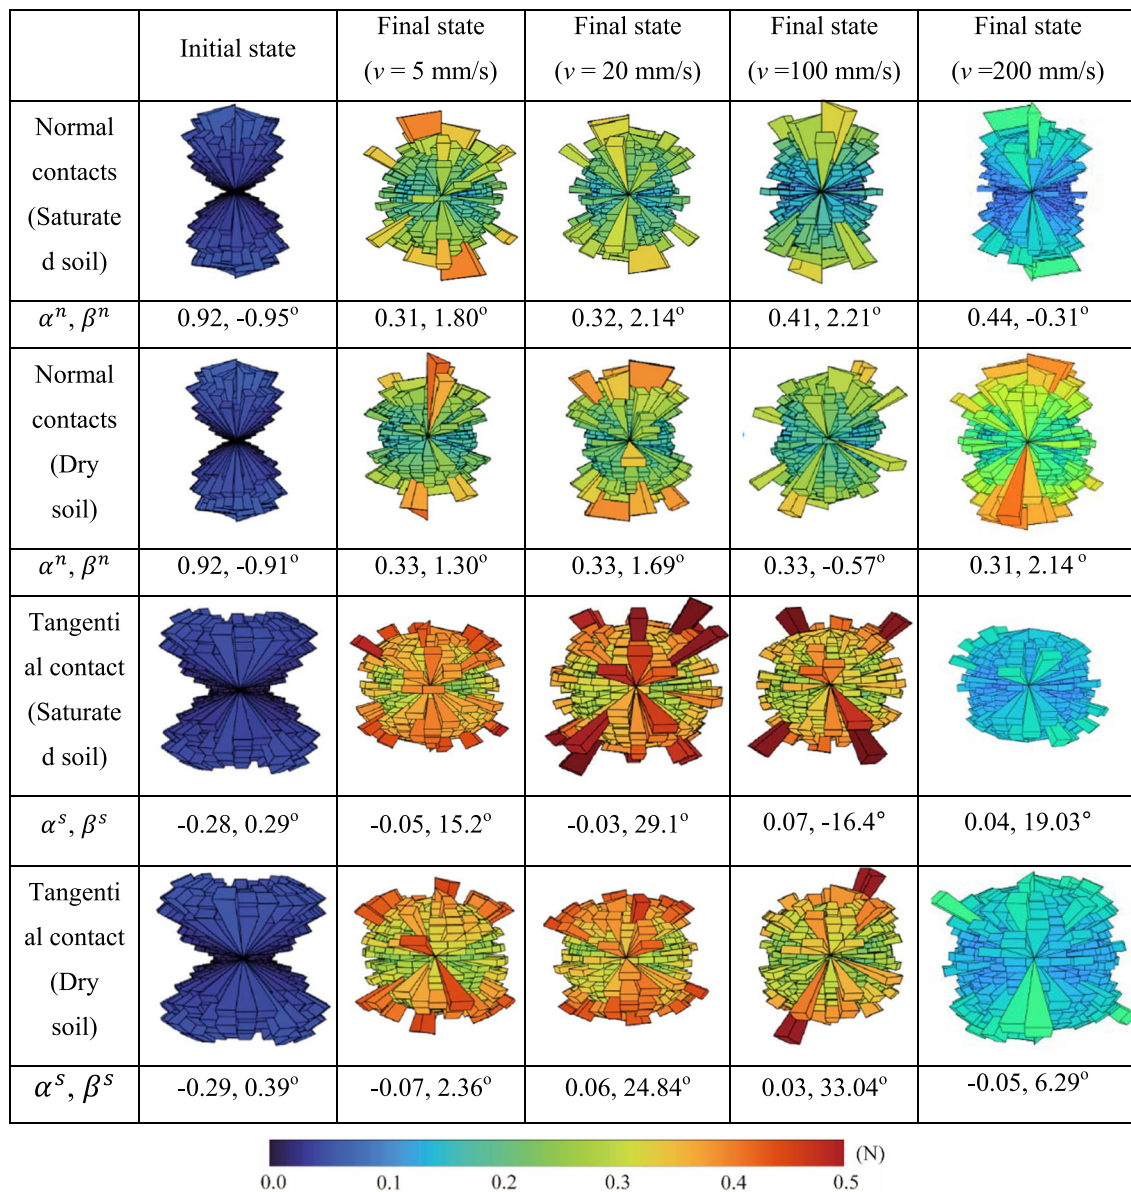 Initial state
Final state
(v = 5 mm/s)
Final state
(v = 20 mm/s)
Final state
(v =100 mm/s)
Final state
(v =200 mm/s)
Normal
contacts
(Saturate
d soil)
αⁿ, βⁿ
0.92, -0.95°
0.31, 1.80°
0.32, 2.14°
0.41, 2.21°
0.44, -0.31°
Normal
contacts
(Dry
soil)
αⁿ, βⁿ
0.92, -0.91°
0.33, 1.30°
0.33, 1.69°
0.33, -0.57°
0.31, 2.14 °
Tangenti
al contact
(Saturate
d soil)
αˢ, βˢ
-0.28, 0.29°
-0.05, 15.2°
-0.03, 29.1°
0.07, -16.4°
0.04, 19.03°
Tangenti
al contact
(Dry
soil)
αˢ, βˢ
-0.29, 0.39°
-0.07, 2.36°
0.06, 24.84°
0.03, 33.04°
-0.05, 6.29°
(N)
0.0 0.1 0.2 0.3 0.4 0.5